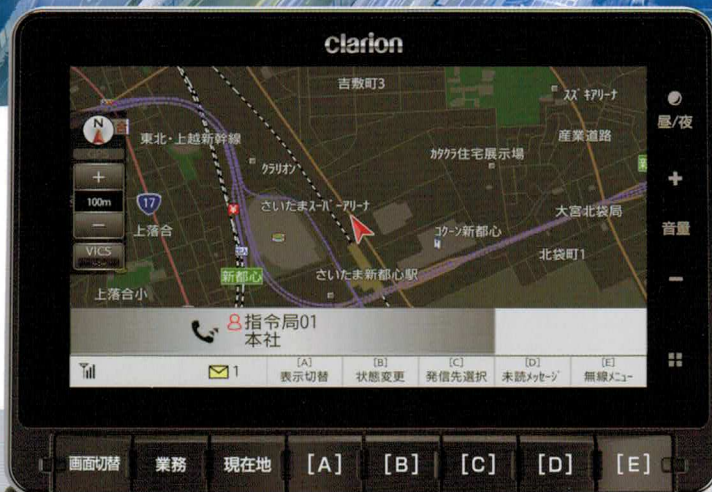 clarion
吉敷町3
スズキアリーナ
昼/夜
N
東北・上越新幹線
産業道路
カタクラ住宅展示場
クラリオン
+
100m
17
さいたまスーパーアリーナ
大宮北袋局
音量
上落合
コクーン新都心
北袋町1
VICS
新都心
さいたま新都心駅
上落合小
指令局01
本社
1
[A]
表示切替
[B]
状態変更
[C]
発信先選択
[D]
未読メッセージ
[E]
無線メニュー
画面切替 業務 現在地 [A] [B] [C] [D] [E]